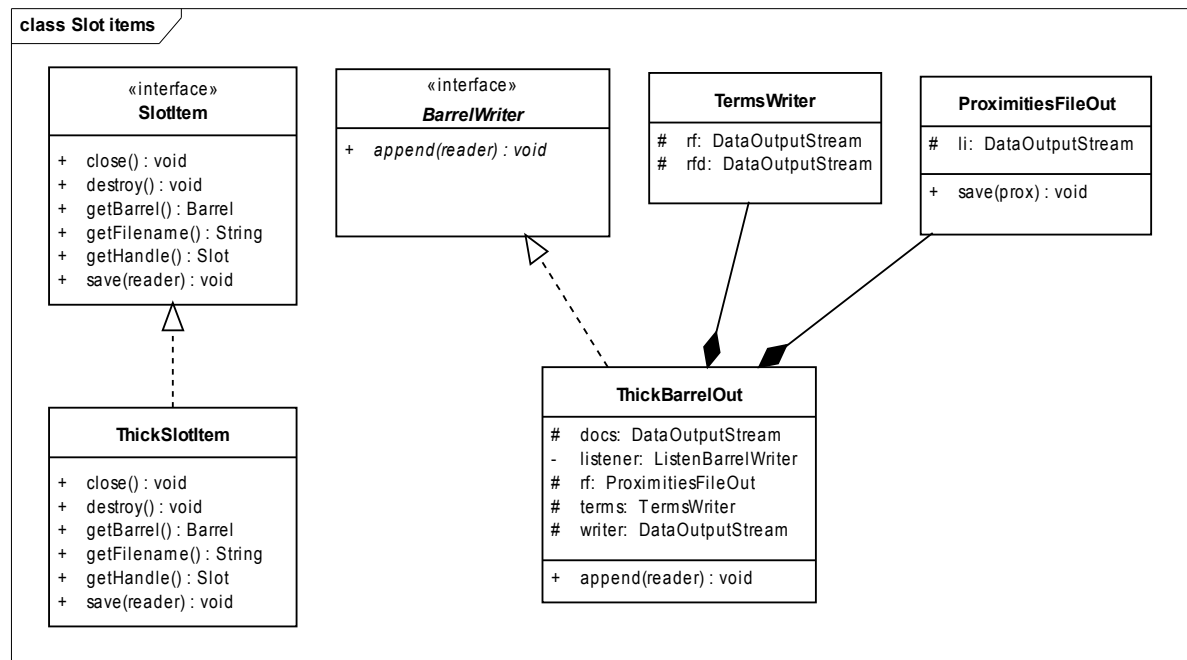 class Slot items
«interface»
SlotItem
+ close() : void
+ destroy() : void
+ getBarrel() : Barrel
+ getFilename() : String
+ getHandle() : Slot
+ save(reader) : void
«interface»
BarrelWriter
+ append(reader) : void
TermsWriter
# rf: DataOutputStream
# rfd: DataOutputStream
ProximitiesFileOut
# li: DataOutputStream
+ save(prox) : void
ThickSlotItem
+ close() : void
+ destroy() : void
+ getBarrel() : Barrel
+ getFilename() : String
+ getHandle() : Slot
+ save(reader) : void
ThickBarrelOut
# docs: DataOutputStream
- listener: ListenBarrelWriter
# rf: ProximitiesFileOut
# terms: TermsWriter
# writer: DataOutputStream
+ append(reader) : void